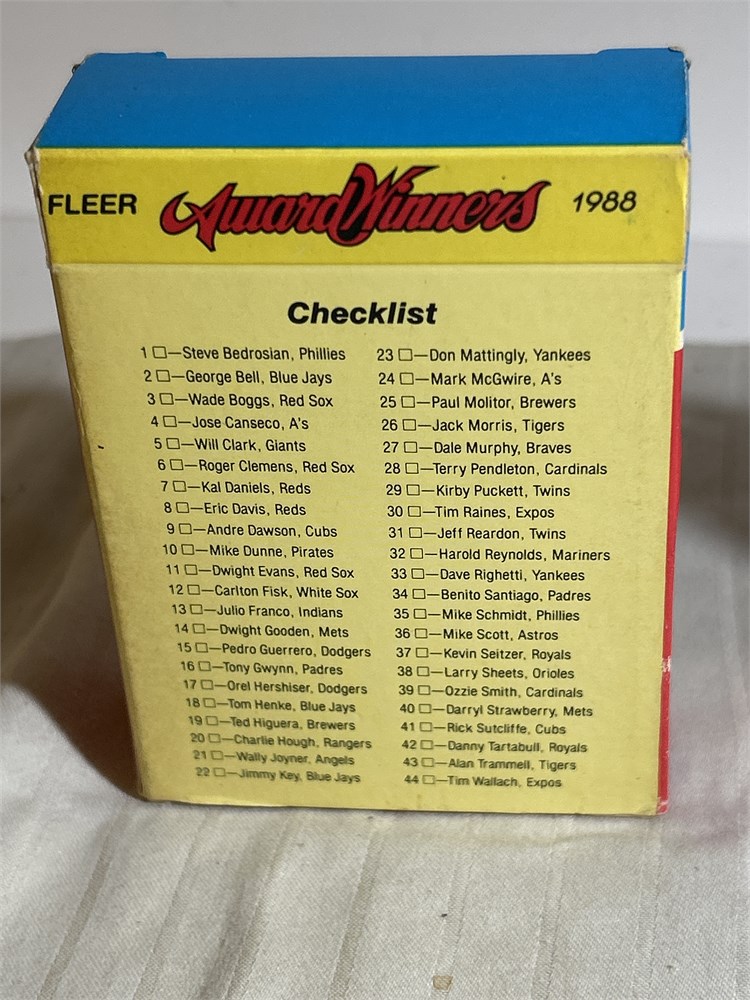 FLEER Award Winners 1988
Checklist
1 □—Steve Bedrosian, Phillies
2 □—George Bell, Blue Jays
3 □—Wade Boggs, Red Sox
4 □—Jose Canseco, A's
5 □—Will Clark, Giants
6 □—Roger Clemens, Red Sox
7 □—Kal Daniels, Reds
8 □—Eric Davis, Reds
9 □—Andre Dawson, Cubs
10 □—Mike Dunne, Pirates
11 □—Dwight Evans, Red Sox
12 □—Carlton Fisk, White Sox
13 □—Julio Franco, Indians
14 □—Dwight Gooden, Mets
15 □—Pedro Guerrero, Dodgers
16 □—Tony Gwynn, Padres
17 □—Orel Hershiser, Dodgers
18 □—Tom Henke, Blue Jays
19 □—Ted Higuera, Brewers
20 □—Charlie Hough, Rangers
21 □—Wally Joyner, Angels
22 □—Jimmy Key, Blue Jays
23 □—Don Mattingly, Yankees
24 □—Mark McGwire, A's
25 □—Paul Molitor, Brewers
26 □—Jack Morris, Tigers
27 □—Dale Murphy, Braves
28 □—Terry Pendleton, Cardinals
29 □—Kirby Puckett, Twins
30 □—Tim Raines, Expos
31 □—Jeff Reardon, Twins
32 □—Harold Reynolds, Mariners
33 □—Dave Righetti, Yankees
34 □—Benito Santiago, Padres
35 □—Mike Schmidt, Phillies
36 □—Mike Scott, Astros
37 □—Kevin Seitzer, Royals
38 □—Larry Sheets, Orioles
39 □—Ozzie Smith, Cardinals
40 □—Darryl Strawberry, Mets
41 □—Rick Sutcliffe, Cubs
42 □—Danny Tartabull, Royals
43 □—Alan Trammell, Tigers
44 □—Tim Wallach, Expos